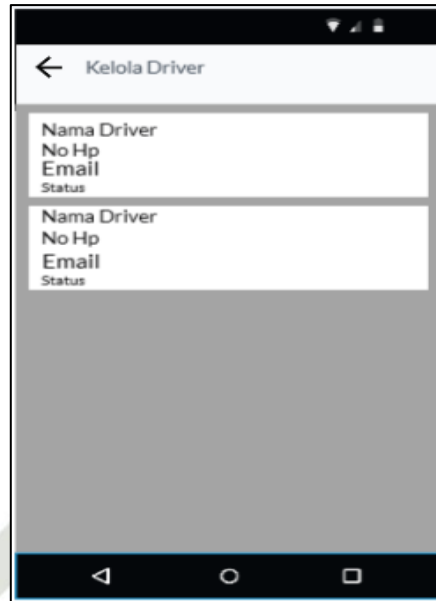 Kelola Driver
Nama Driver
No Hp
Email
Status
Nama Driver
No Hp
Email
Status